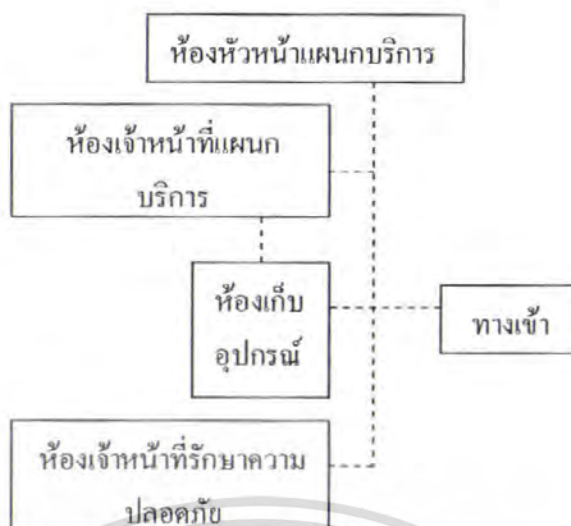 ห้องหัวหน้าแผนกบริการ
ห้องเจ้าหน้าที่แผนก
บริการ
ห้องเก็บ
อุปกรณ์
ทางเข้า
ห้องเจ้าหน้าที่รักษาความ
ปลอดภัย